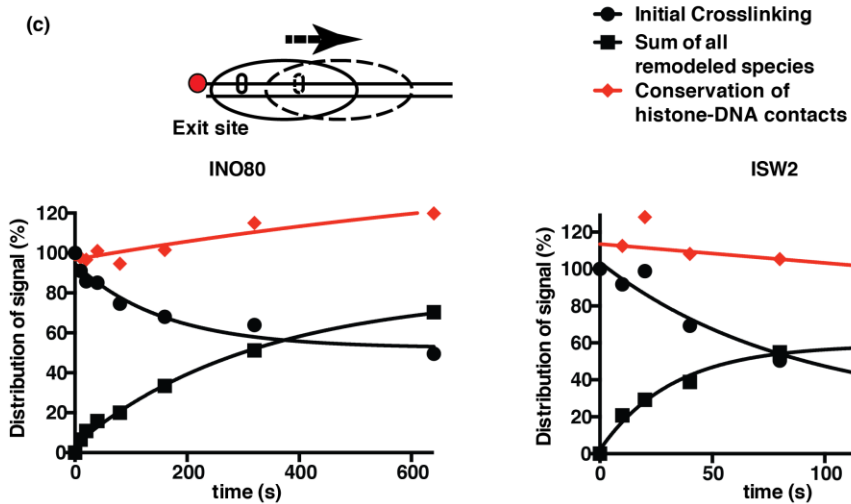 (c)
Exit site
Initial Crosslinking
Sum of all
remodeled species
Conservation of
histone-DNA contacts
INO80
Distribution of signal (%)
120
100
80
60
40
20
0
0 200 400 600
time (s)
ISW2
Distribution of signal (%)
120
100
80
60
40
20
0
0 50 100
time (s)